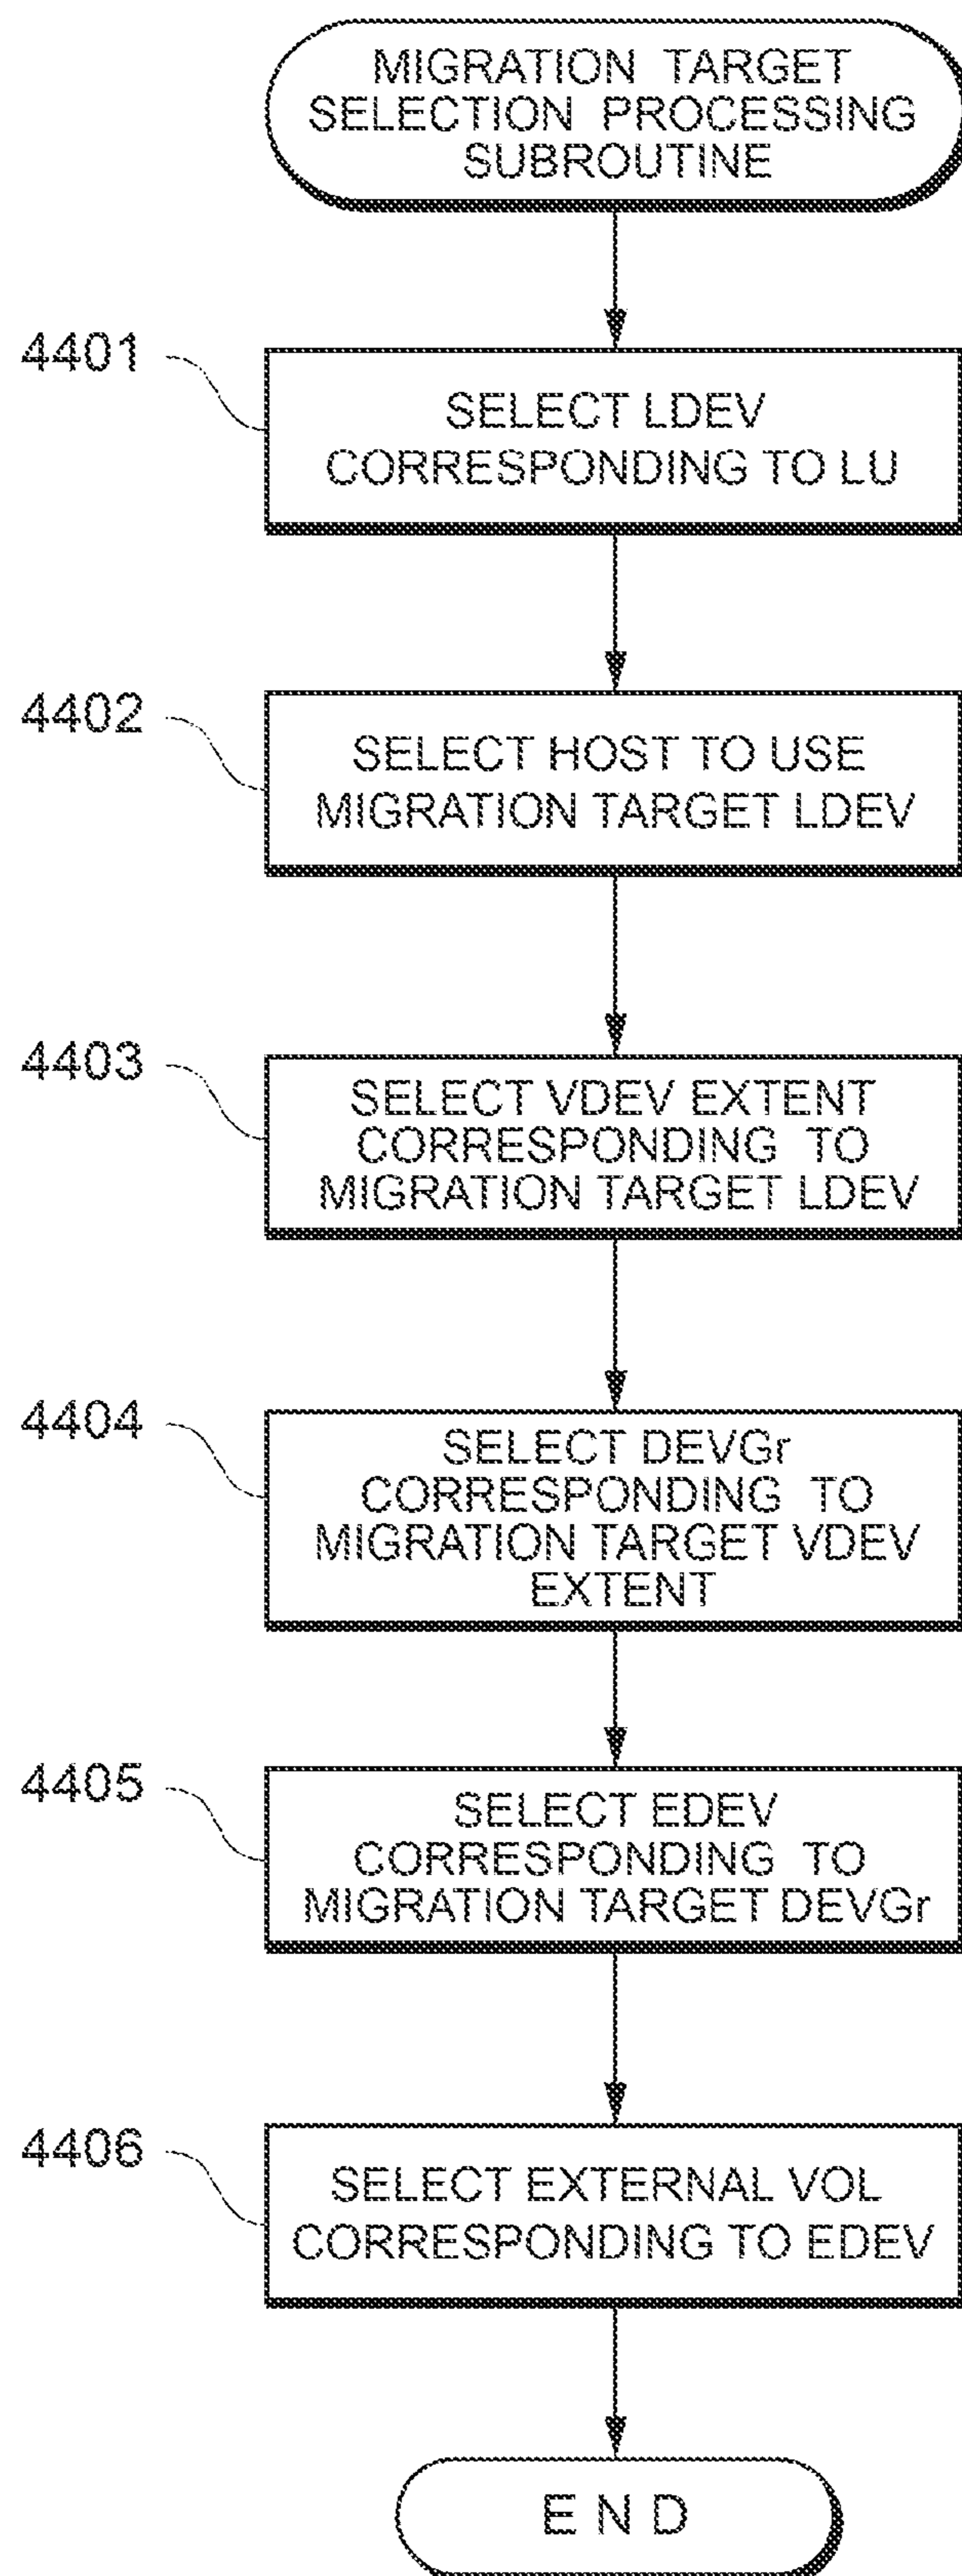 MIGRATION TARGET
SELECTION PROCESSING
SUBROUTINE
4401
SELECT LDEV
CORRESPONDING TO LU
4402
SELECT HOST TO USE
MIGRATION TARGET LDEV
4403
SELECT VDEV EXTENT
CORRESPONDING TO
MIGRATION TARGET LDEV
4404
SELECT DEVGr
CORRESPONDING TO
MIGRATION TARGET VDEV
EXTENT
4405
SELECT EDEV
CORRESPONDING TO
MIGRATION TARGET DEVGr
4406
SELECT EXTERNAL VOL
CORRESPONDING TO EDEV
END